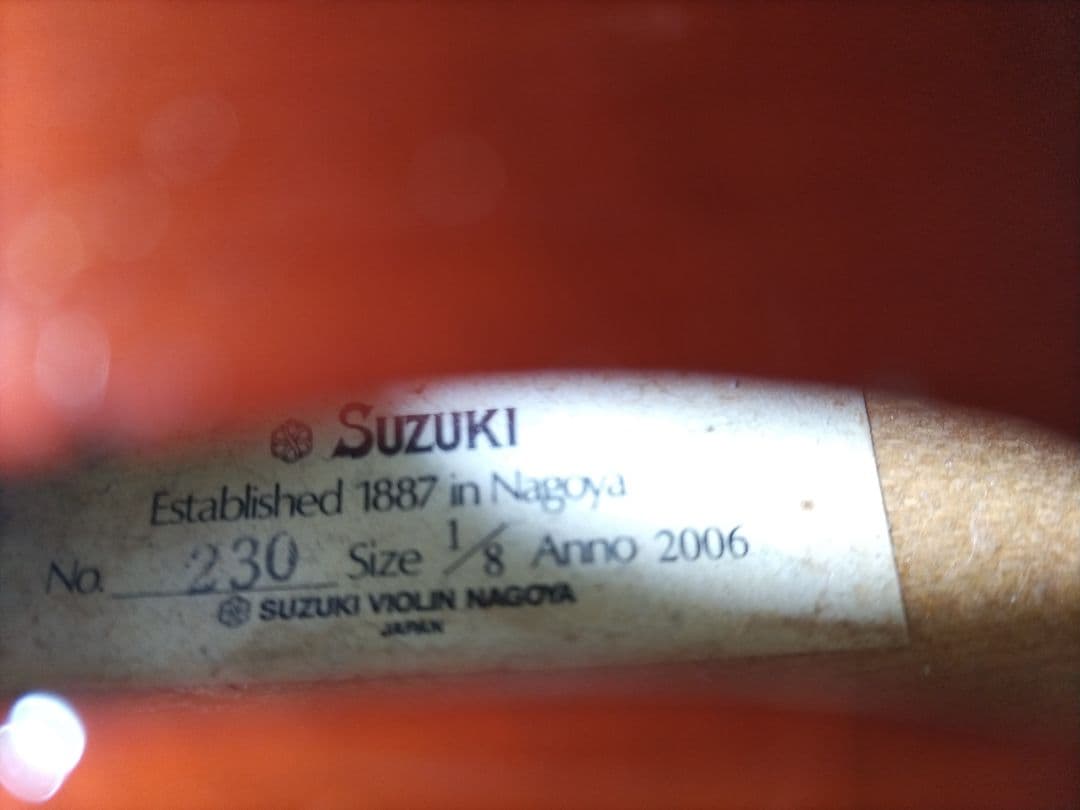 SUZUKI
Established 1887 in Nagoya
No. 230 Size 1/8 Anno 2006
SUZUKI VIOLIN NAGOYA
JAPAN